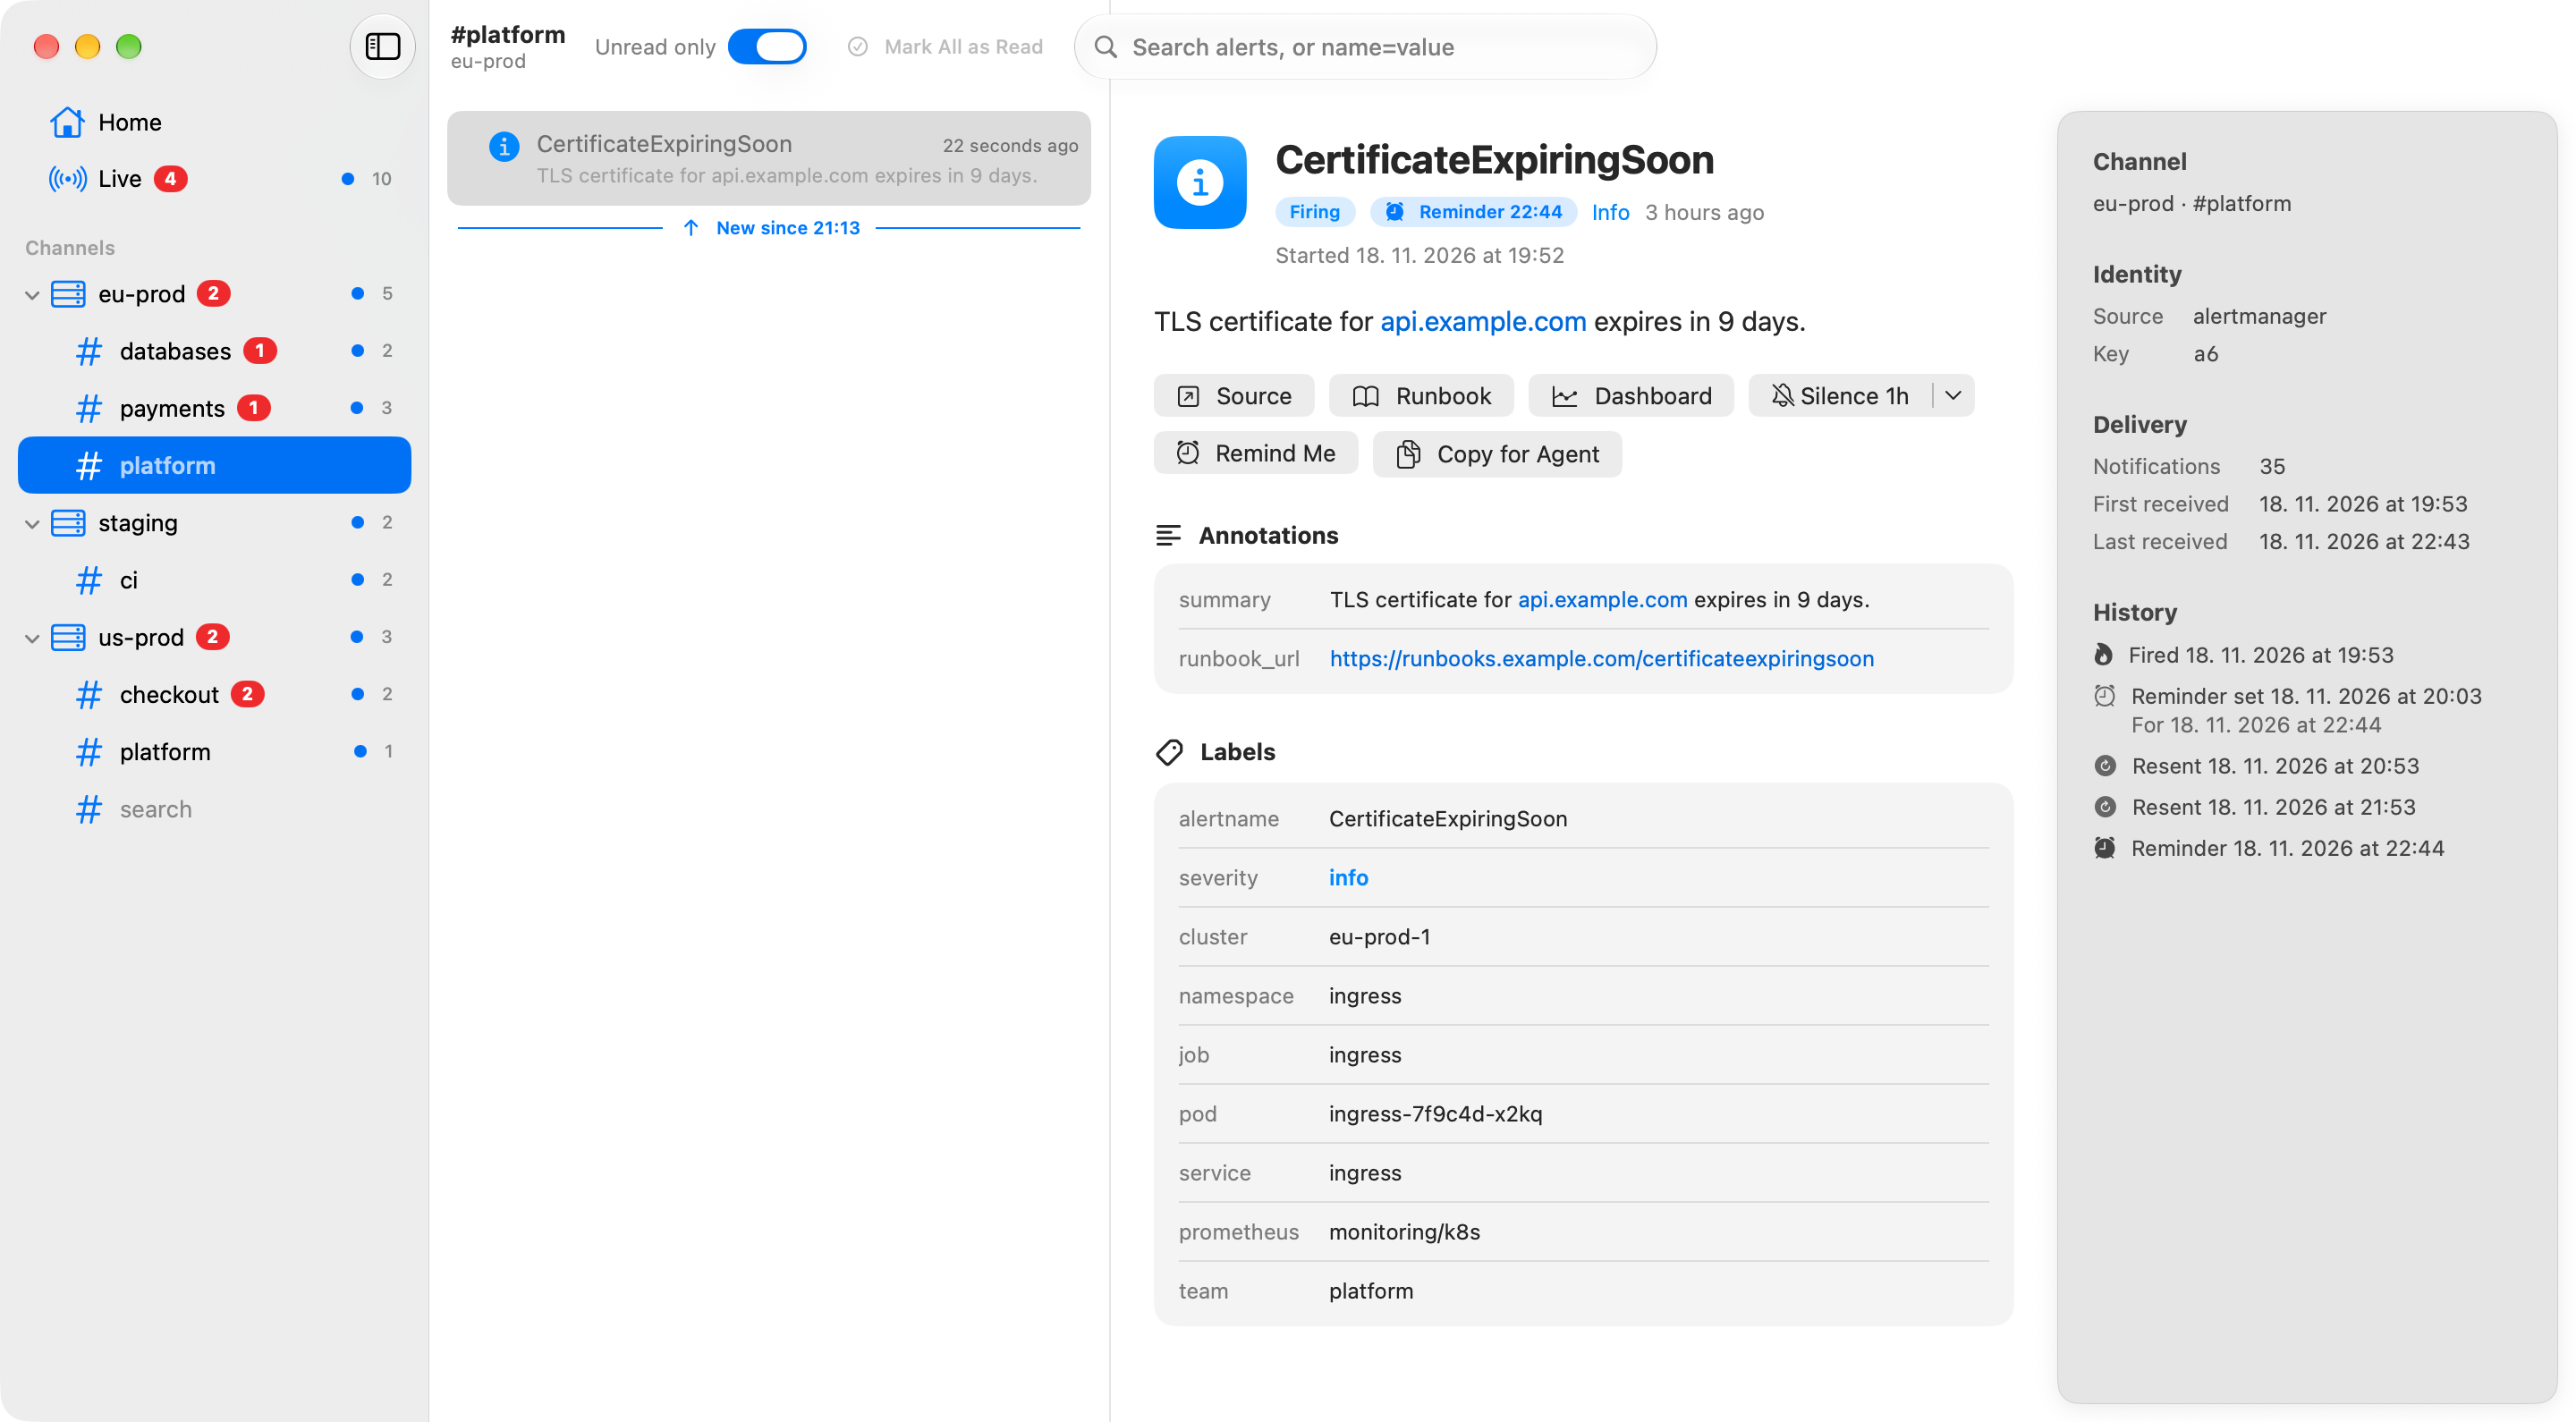 Home
Live 4 10
Channels
eu-prod 2 5
databases 1 2
payments 1 3
platform
staging 2
ci 2
us-prod 2 3
checkout 2 2
platform 1
search
#platform
eu-prod
Unread only
Mark All as Read
Search alerts, or name=value
CertificateExpiringSoon 22 seconds ago
TLS certificate for api.example.com expires in 9 days.
New since 21:13
CertificateExpiringSoon
Firing Reminder 22:44 Info 3 hours ago
Started 18. 11. 2026 at 19:52
TLS certificate for api.example.com expires in 9 days.
Source Runbook Dashboard Silence 1h
Remind Me Copy for Agent
Annotations
summary TLS certificate for api.example.com expires in 9 days.
runbook_url https://runbooks.example.com/certificateexpiringsoon
Labels
alertname CertificateExpiringSoon
severity info
cluster eu-prod-1
namespace ingress
job ingress
pod ingress-7f9c4d-x2kq
service ingress
prometheus monitoring/k8s
team platform
Channel
eu-prod · #platform
Identity
Source alertmanager
Key a6
Delivery
Notifications 35
First received 18. 11. 2026 at 19:53
Last received 18. 11. 2026 at 22:43
History
Fired 18. 11. 2026 at 19:53
Reminder set 18. 11. 2026 at 20:03
For 18. 11. 2026 at 22:44
Resent 18. 11. 2026 at 20:53
Resent 18. 11. 2026 at 21:53
Reminder 18. 11. 2026 at 22:44